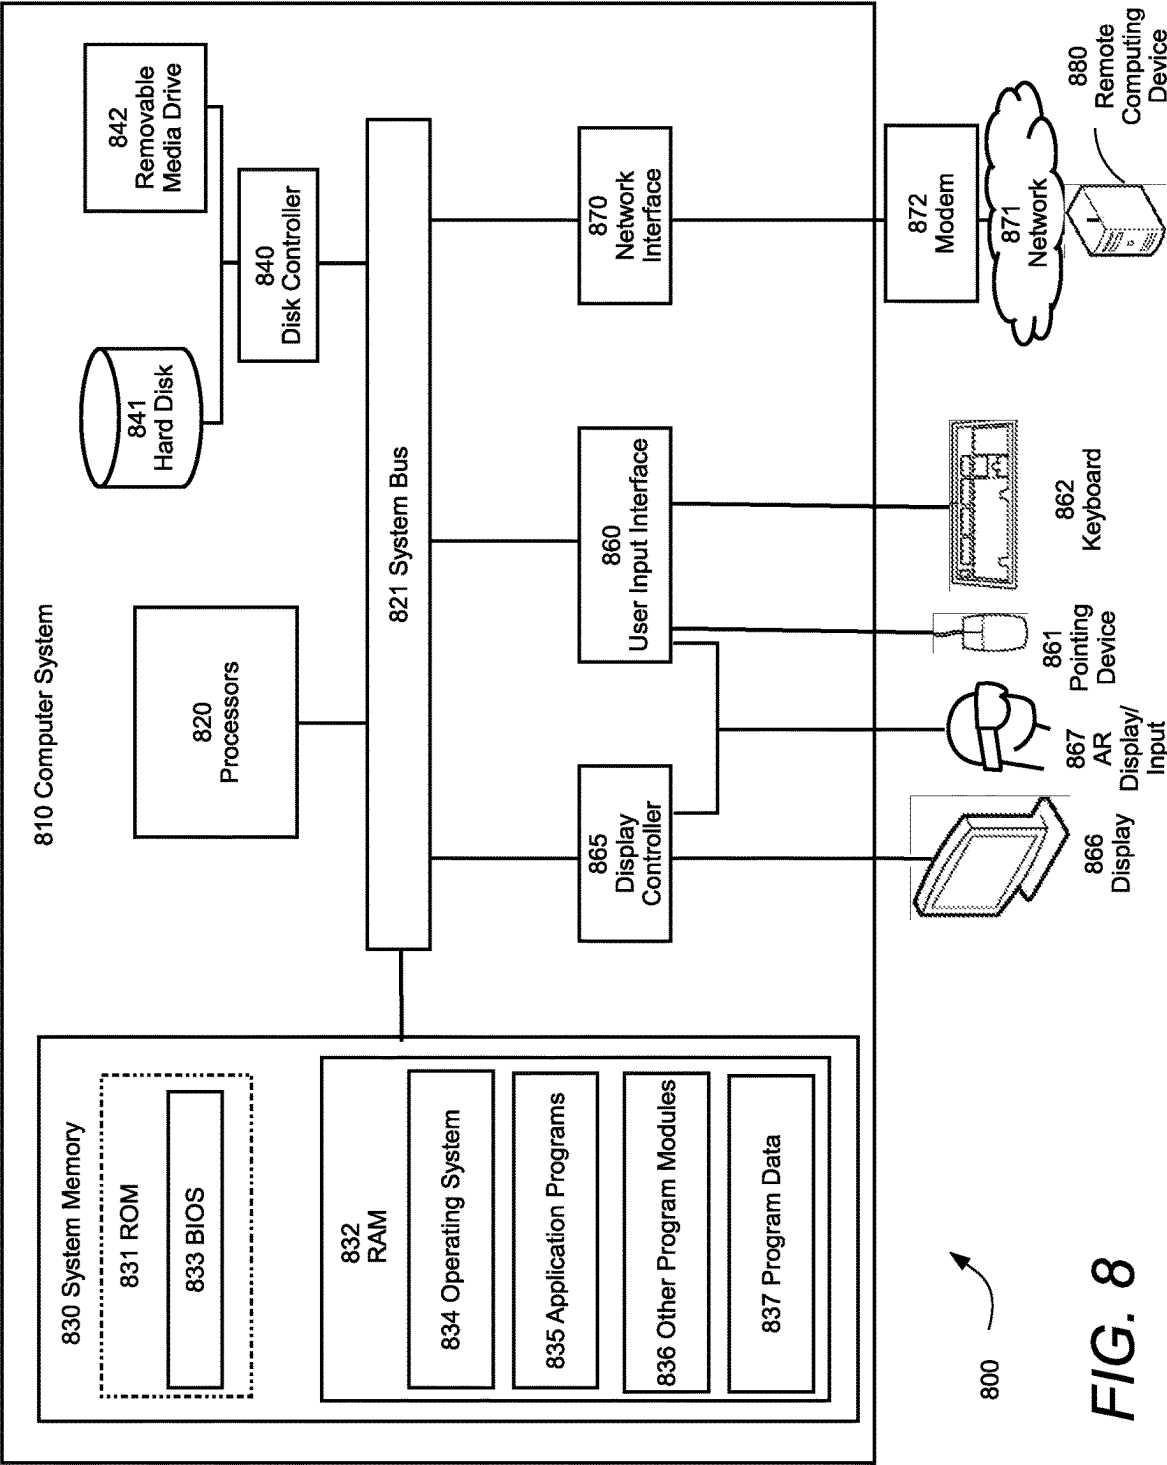 810 Computer System
830 System Memory
831 ROM
833 BIOS
832
RAM
834 Operating System
835 Application Programs
836 Other Program Modules
837 Program Data
820
Processors
841
Hard Disk
842
Removable
Media Drive
840
Disk Controller
821 System Bus
865
Display
Controller
860
User Input Interface
870
Network
Interface
872
Modem
871
Network
880
Remote
Computing
Device
866
Display
867
AR
Display/
Input
861
Pointing
Device
862
Keyboard
800
FIG. 8